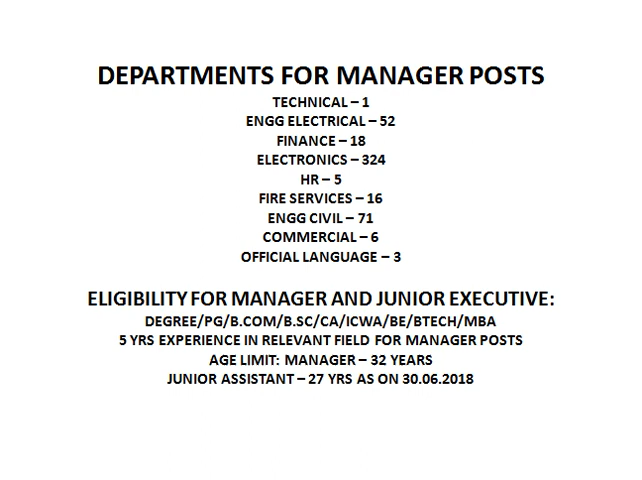 DEPARTMENTS FOR MANAGER POSTS
TECHNICAL – 1
ENGG ELECTRICAL – 52
FINANCE – 18
ELECTRONICS – 324
HR – 5
FIRE SERVICES – 16
ENGG CIVIL – 71
COMMERCIAL – 6
OFFICIAL LANGUAGE – 3
ELIGIBILITY FOR MANAGER AND JUNIOR EXECUTIVE:
DEGREE/PG/B.COM/B.SC/CA/ICWA/BE/BTECH/MBA
5 YRS EXPERIENCE IN RELEVANT FIELD FOR MANAGER POSTS
AGE LIMIT: MANAGER – 32 YEARS
JUNIOR ASSISTANT – 27 YRS AS ON 30.06.2018